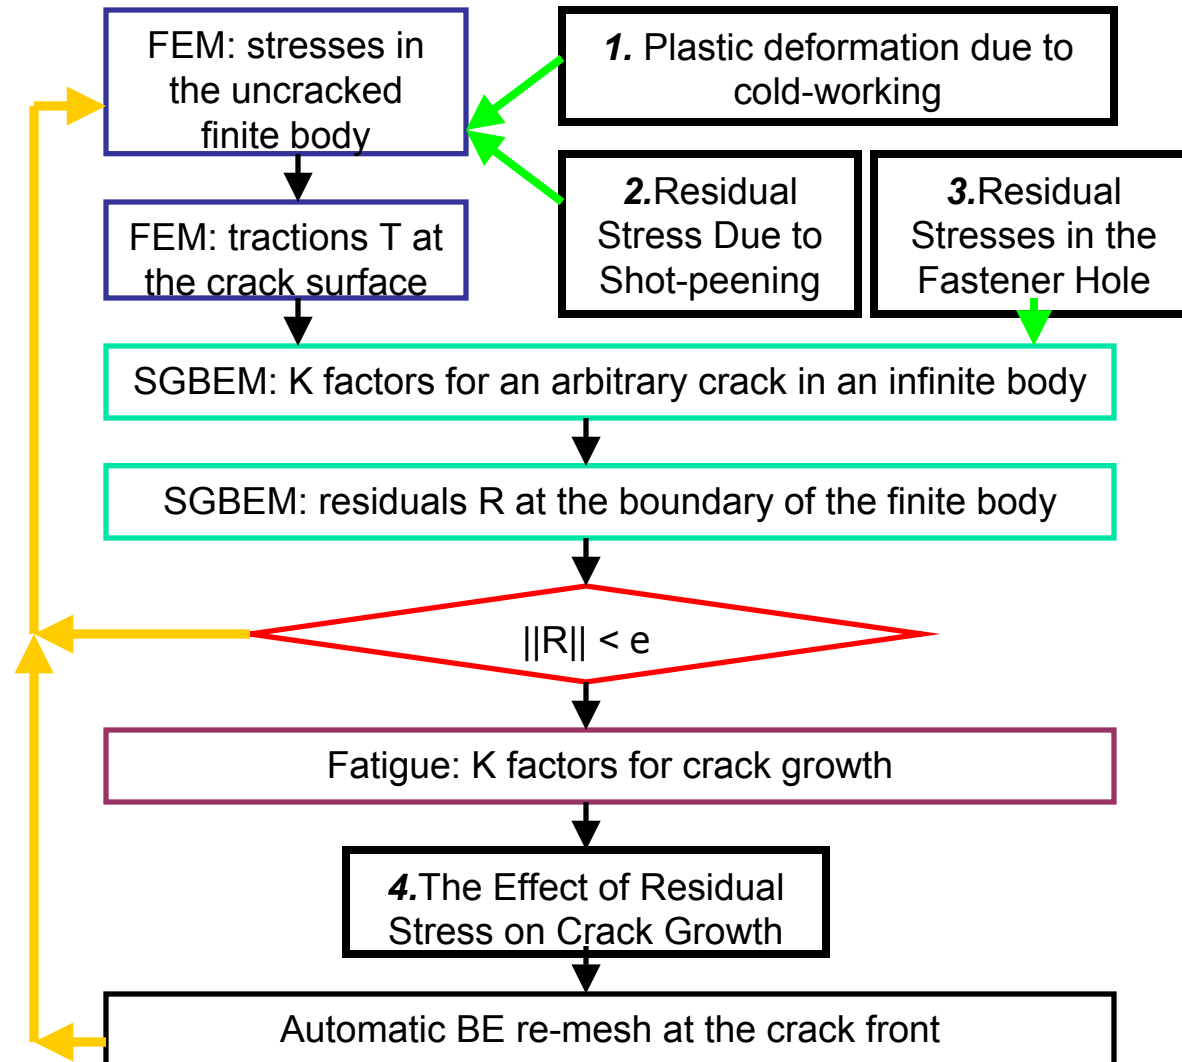 FEM: stresses in
the uncracked
finite body
1. Plastic deformation due to
cold-working
2.Residual
Stress Due to
Shot-peening
3.Residual
Stresses in the
Fastener Hole
FEM: tractions T at
the crack surface
SGBEM: K factors for an arbitrary crack in an infinite body
SGBEM: residuals R at the boundary of the finite body
||R|| < e
Fatigue: K factors for crack growth
4.The Effect of Residual
Stress on Crack Growth
Automatic BE re-mesh at the crack front